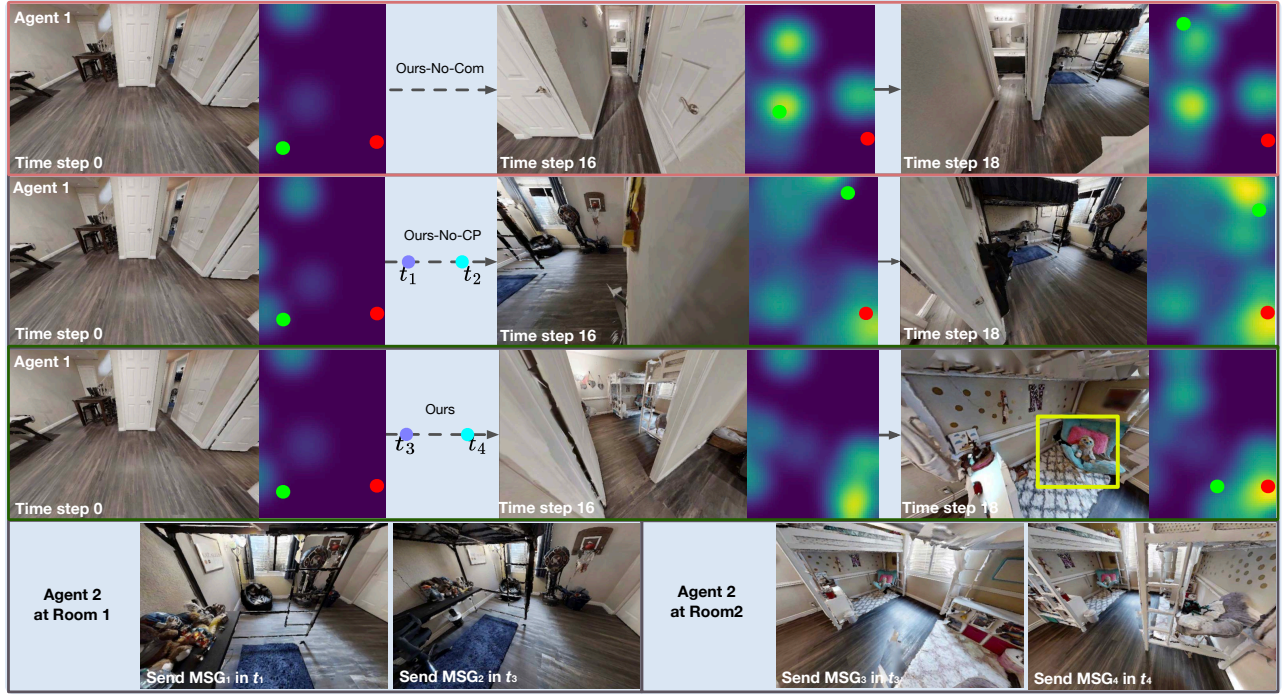 Agent 1
Time step 0
Ours-No-Com
Time step 16
Time step 18
Agent 1
Time step 0
Ours-No-CP
t₁
t₂
Time step 16
Time step 18
Agent 1
Time step 0
Ours
t₃
t₄
Time step 16
Time step 18
N
Agent 2
at Room 1
Send MSG₁ in t₁
Send MSG₂ in t₃
Agent 2
at Room2
Send MSG₃ in t₃
Send MSG₄ in t₄